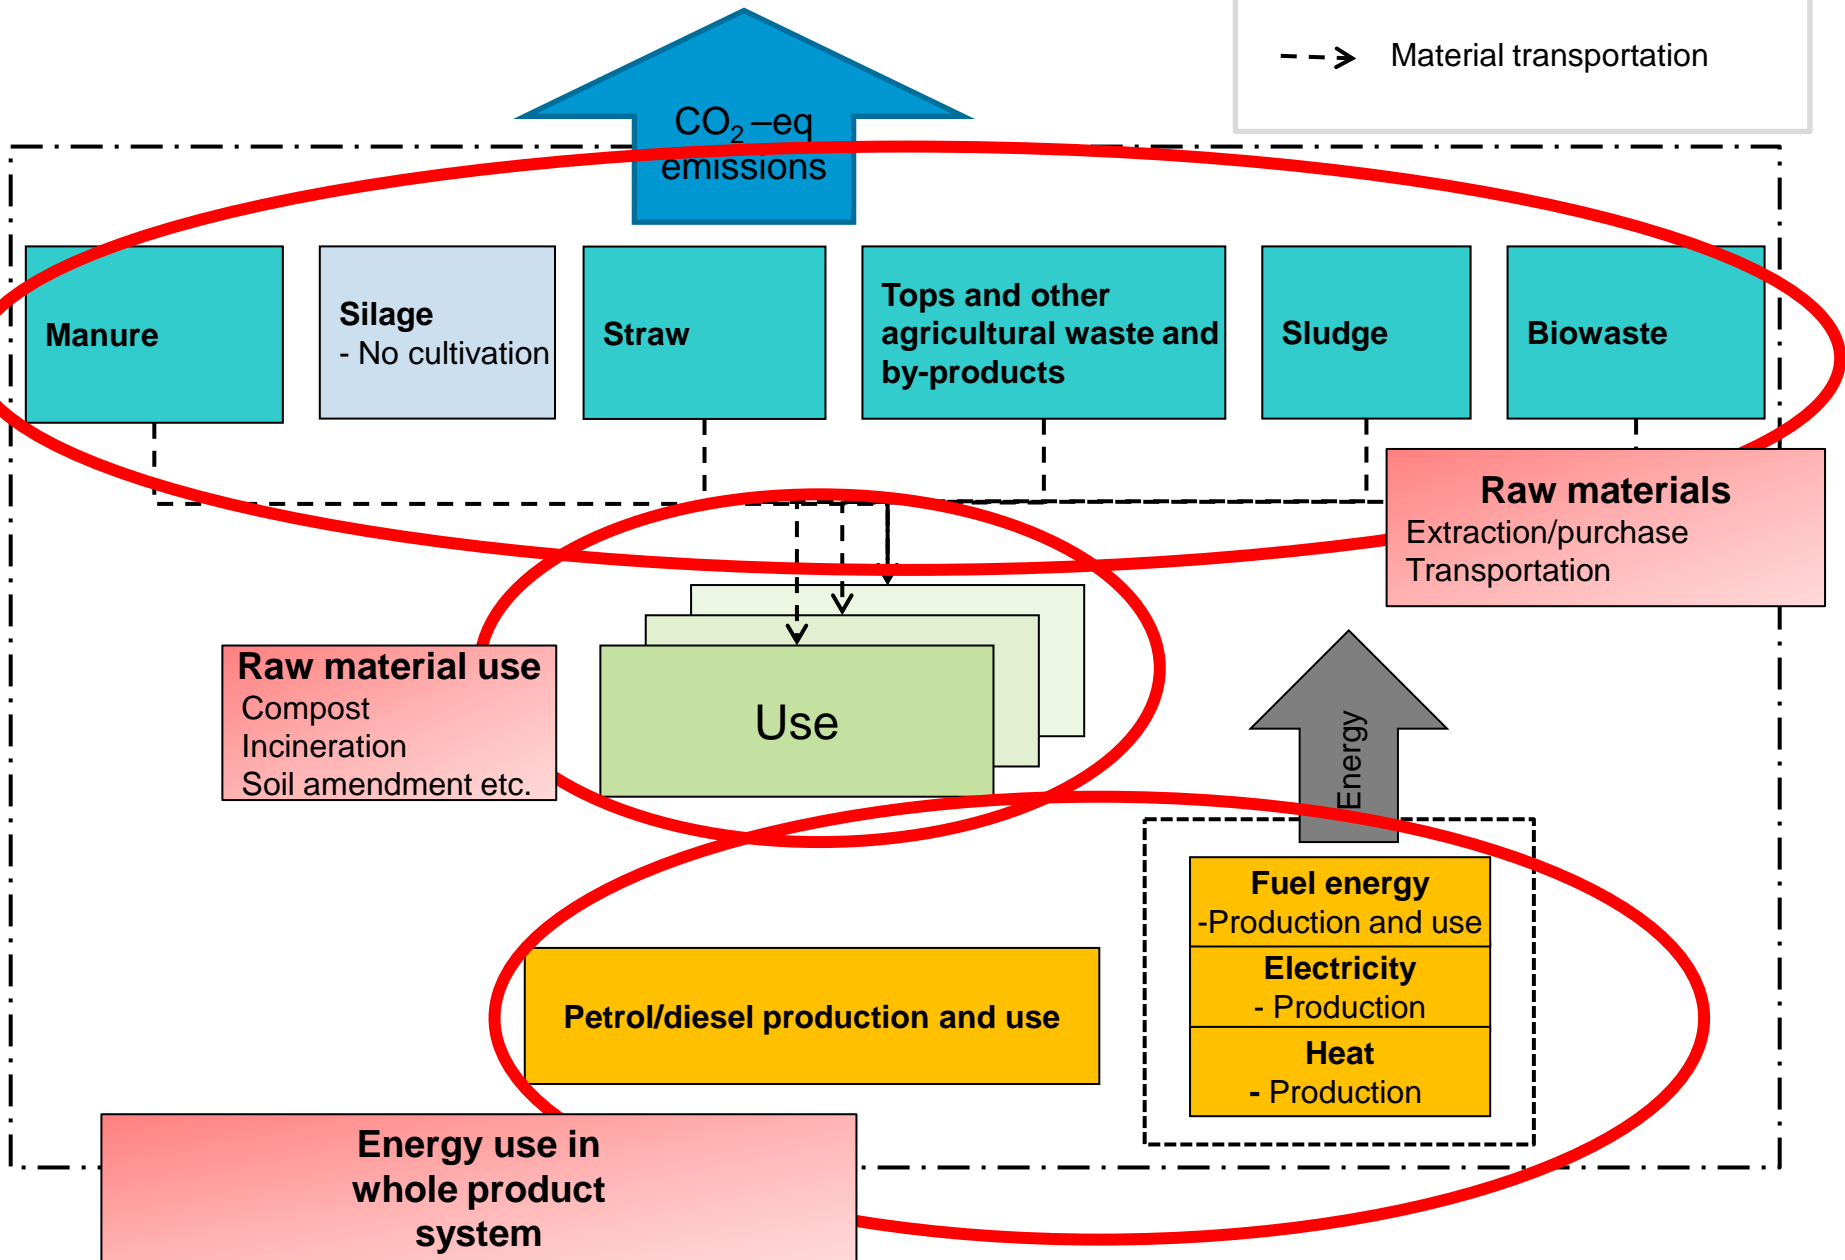 Material transportation
CO₂ –eq
emissions
Manure
Silage
- No cultivation
Straw
Tops and other
agricultural waste and
by-products
Sludge
Biowaste
Raw materials
Extraction/purchase
Transportation
Raw material use
Compost
Incineration
Soil amendment etc.
Use
Energy
Fuel energy
-Production and use
Electricity
- Production
Heat
- Production
Petrol/diesel production and use
Energy use in
whole product
system